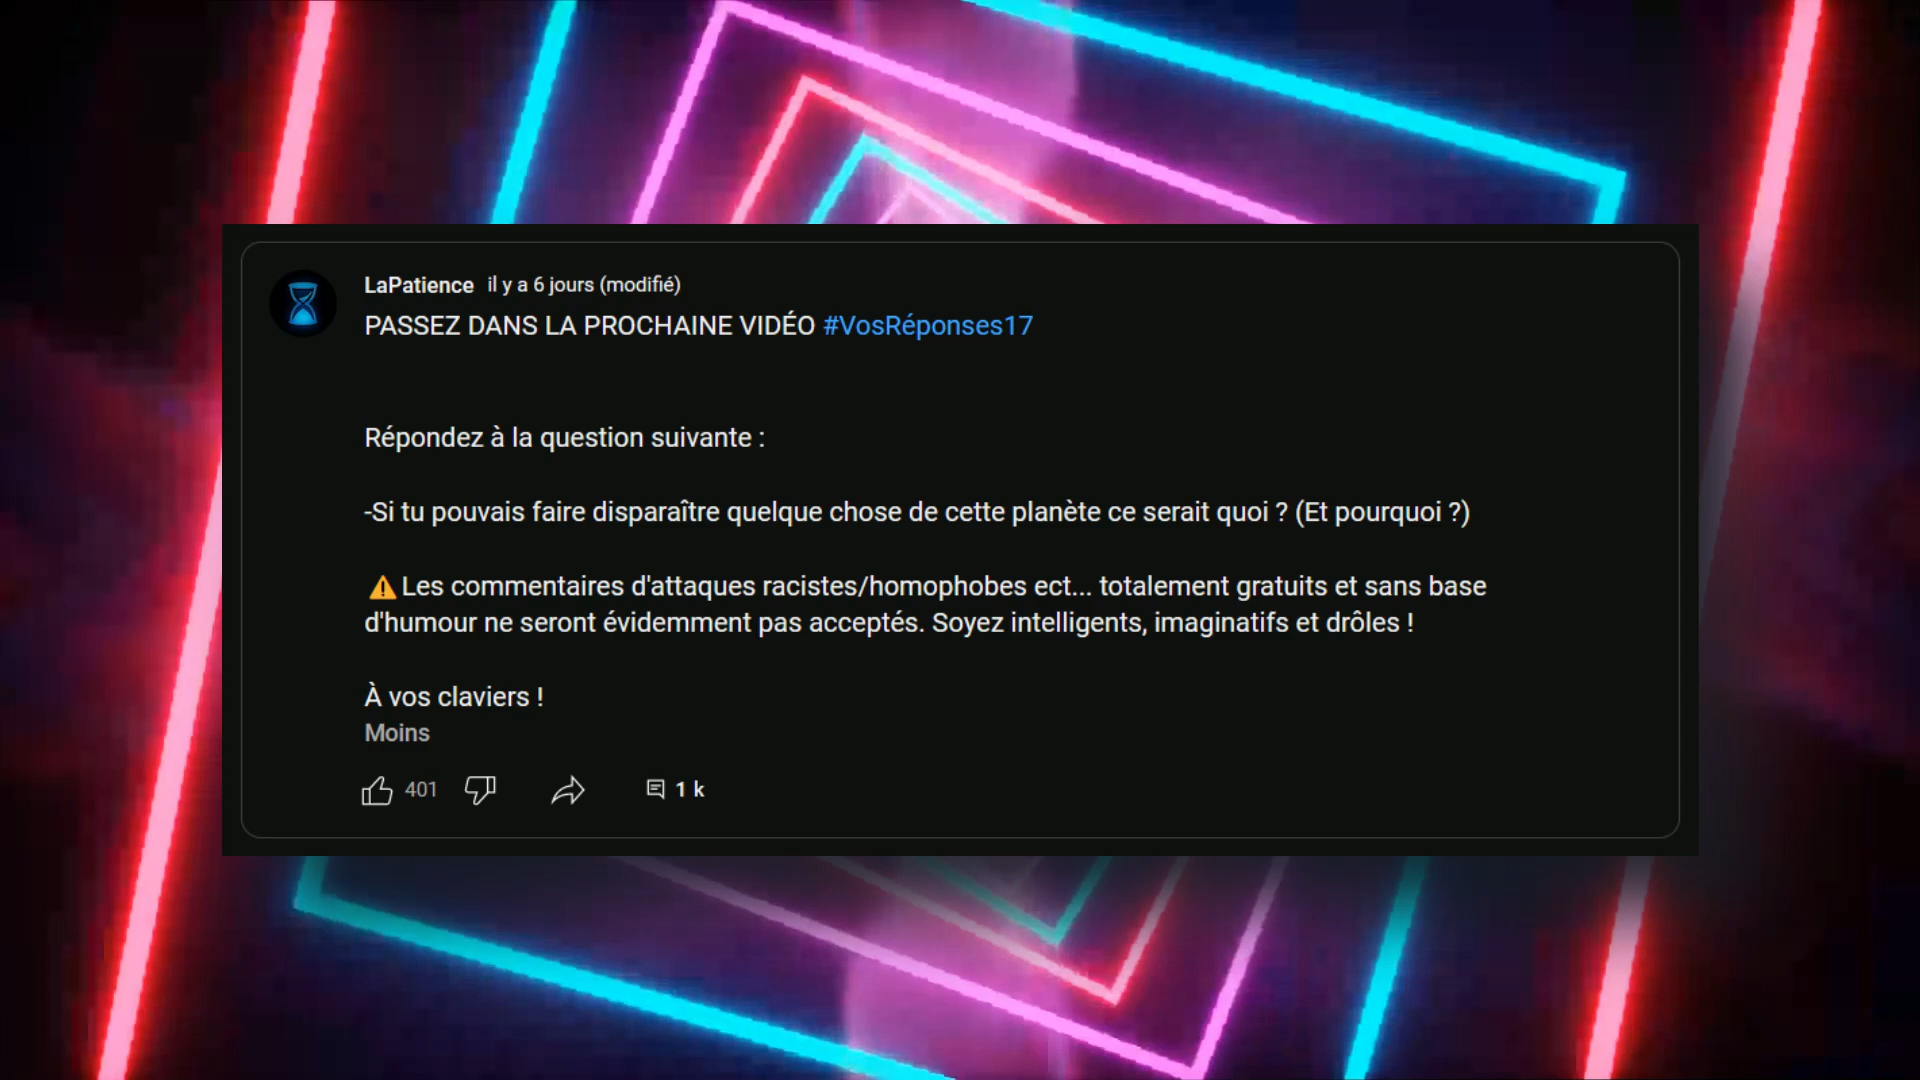 LaPatience il y a 6 jours (modifié)
PASSEZ DANS LA PROCHAINE VIDÉO #VosRéponses17
Répondez à la question suivante :
-Si tu pouvais faire disparaître quelque chose de cette planète ce serait quoi ? (Et pourquoi ?)
⚠️Les commentaires d'attaques racistes/homophobes ect... totalement gratuits et sans base
d'humour ne seront évidemment pas acceptés. Soyez intelligents, imaginatifs et drôles !
À vos claviers !
Moins
401 1 k